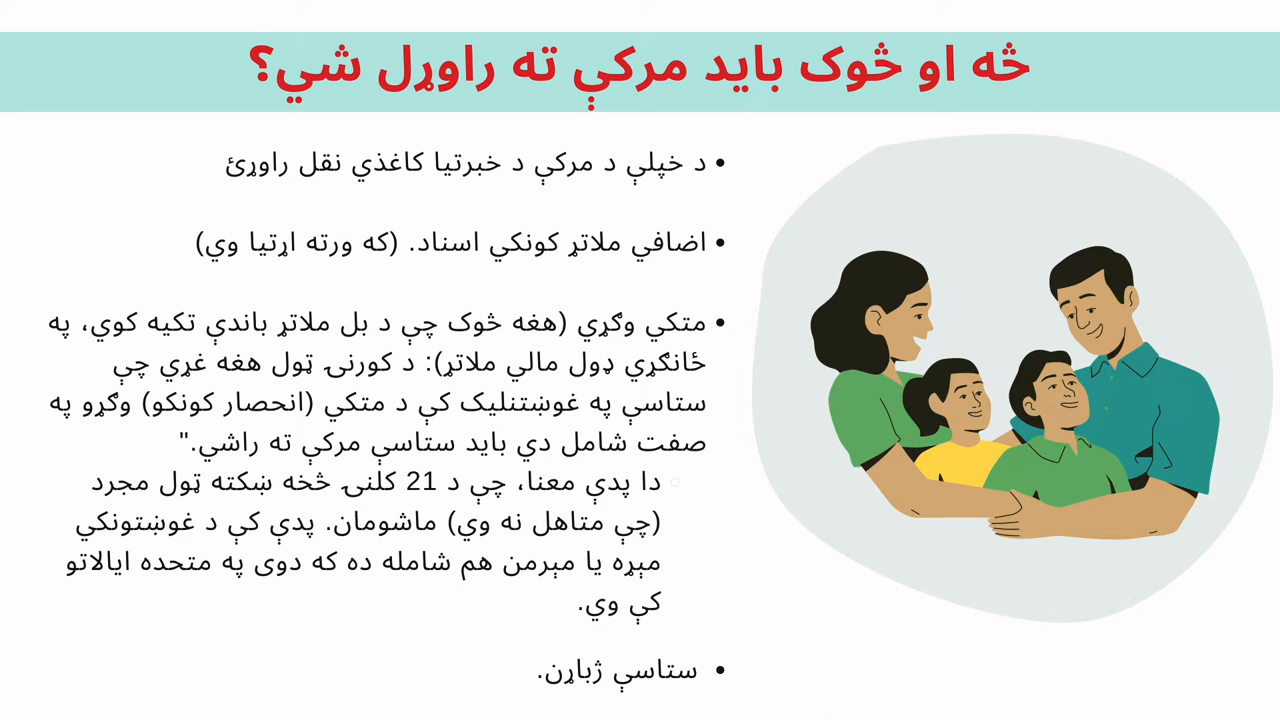 څه او څوک باید مرکې ته راوړل شي؟
• د خپلې د مرکې د خبرتیا کاغذي نقل راوړئ
• اضافي ملاتړ کونکي اسناد. (که ورته اړتیا وي)
• متکي وګړي (هغه څوک چې د بل ملاتړ باندې تکیه کوي، په
ځانګړي ډول مالي ملاتړ): د کورنۍ ټول هغه غړي چې
ستاسې په غوښتنلیک کې د متکي (انحصار کونکو) وګړو په
صفت شامل دي باید ستاسې مرکې ته راشي."
○ دا پدې معنا، چې د 21 کلنۍ څخه ښکته ټول مجرد
(چې متاهل نه وي) ماشومان. پدې کې د غوښتونکي
مېړه یا مېرمن هم شامله ده که دوی په متحده ایالاتو
کې وي.
• ستاسې ژباړن.